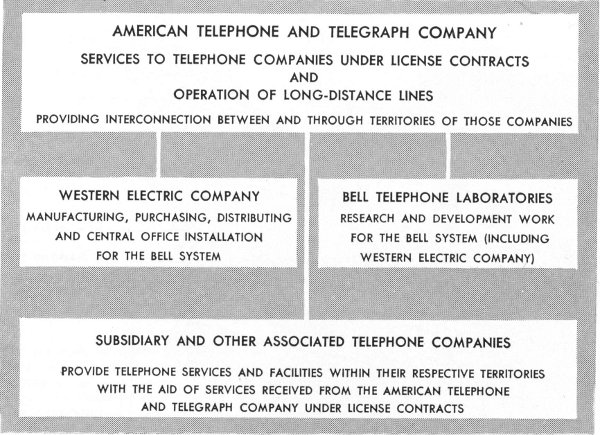 AMERICAN TELEPHONE AND TELEGRAPH COMPANY
SERVICES TO TELEPHONE COMPANIES UNDER LICENSE CONTRACTS
AND
OPERATION OF LONG-DISTANCE LINES
PROVIDING INTERCONNECTION BETWEEN AND THROUGH TERRITORIES OF THOSE COMPANIES
WESTERN ELECTRIC COMPANY
MANUFACTURING, PURCHASING, DISTRIBUTING
AND CENTRAL OFFICE INSTALLATION
FOR THE BELL SYSTEM
BELL TELEPHONE LABORATORIES
RESEARCH AND DEVELOPMENT WORK
FOR THE BELL SYSTEM (INCLUDING
WESTERN ELECTRIC COMPANY)
SUBSIDIARY AND OTHER ASSOCIATED TELEPHONE COMPANIES
PROVIDE TELEPHONE SERVICES AND FACILITIES WITHIN THEIR RESPECTIVE TERRITORIES
WITH THE AID OF SERVICES RECEIVED FROM THE AMERICAN TELEPHONE
AND TELEGRAPH COMPANY UNDER LICENSE CONTRACTS